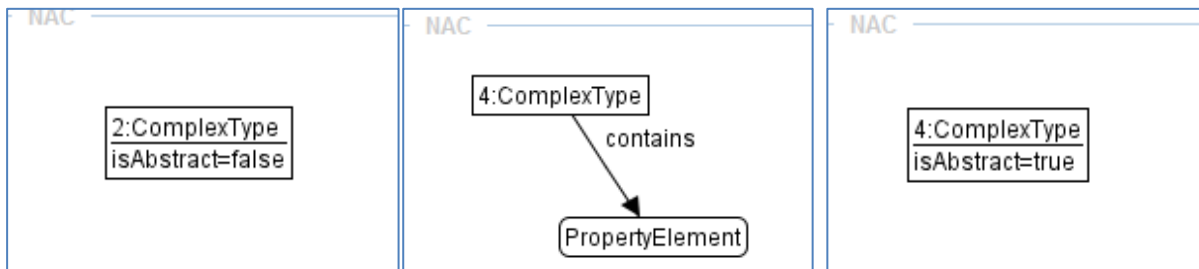 NAC
2:ComplexType
isAbstract=false
NAC
4:ComplexType
contains
PropertyElement
NAC
4:ComplexType
isAbstract=true